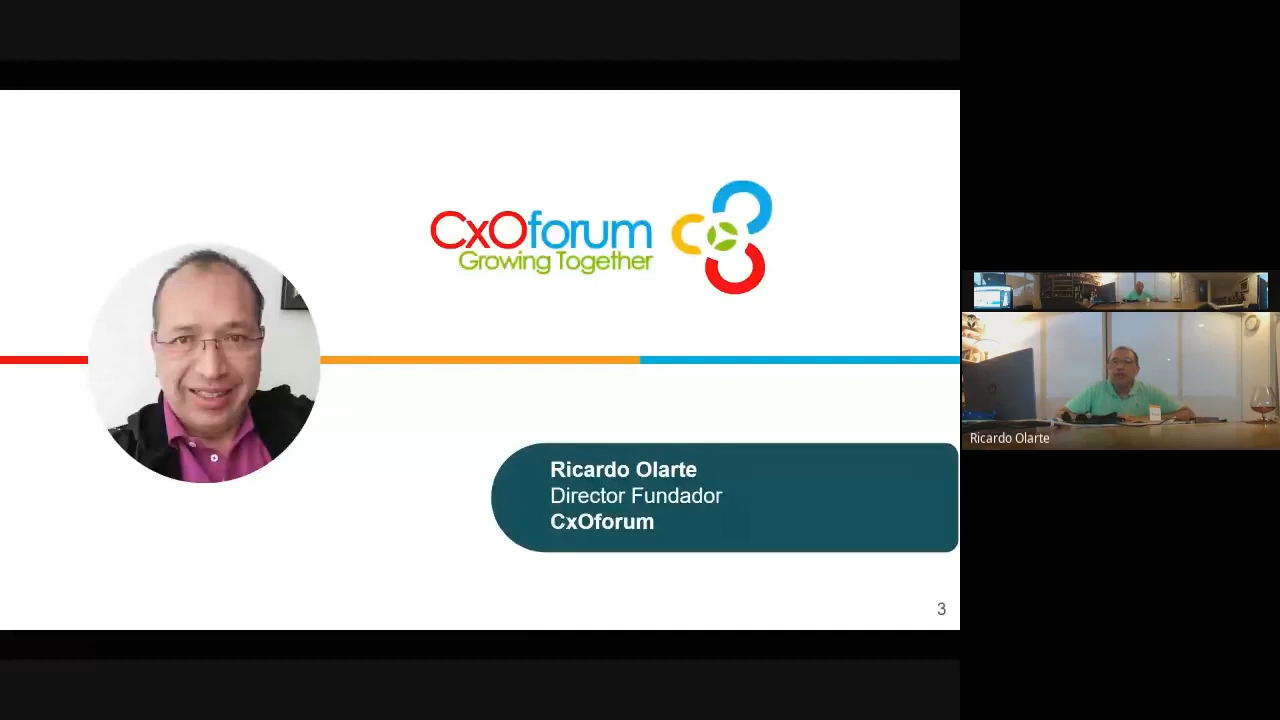 CxOforum
Growing Together
Ricardo Olarte
Director Fundador
CxOforum
3
Ricardo Olarte